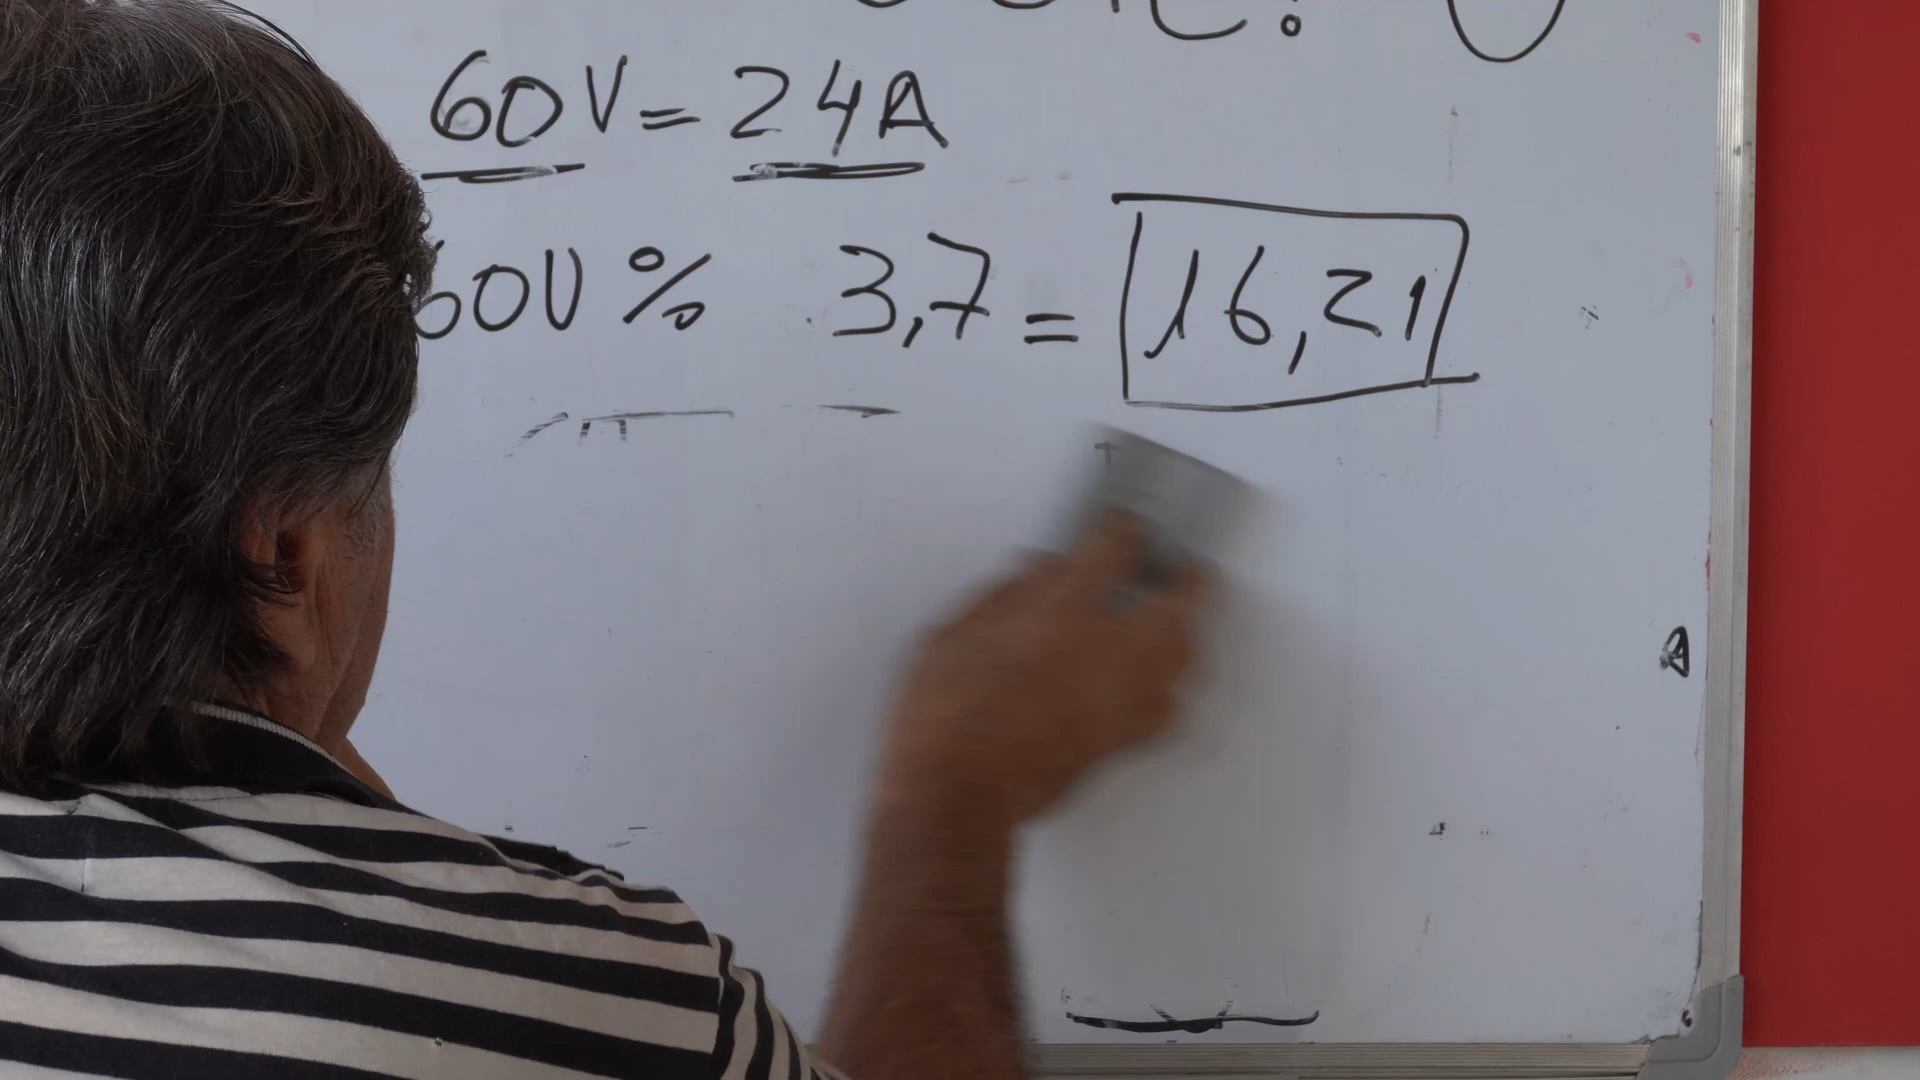 60V = 24A
60V % 3,7 = 16,21